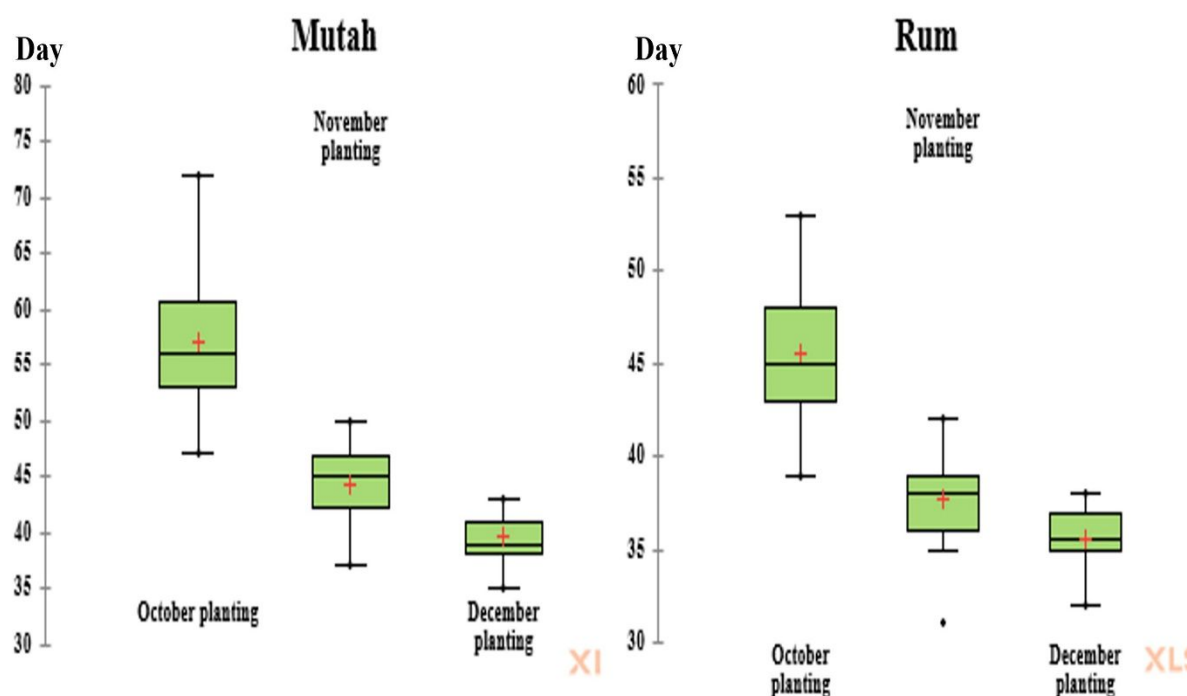 Mutah
Day
80
75
70
65
60
55
50
45
40
35
30
November
planting
October planting
December
planting
XI
Rum
Day
60
55
50
45
40
35
30
November
planting
October
planting
December
planting
XLS